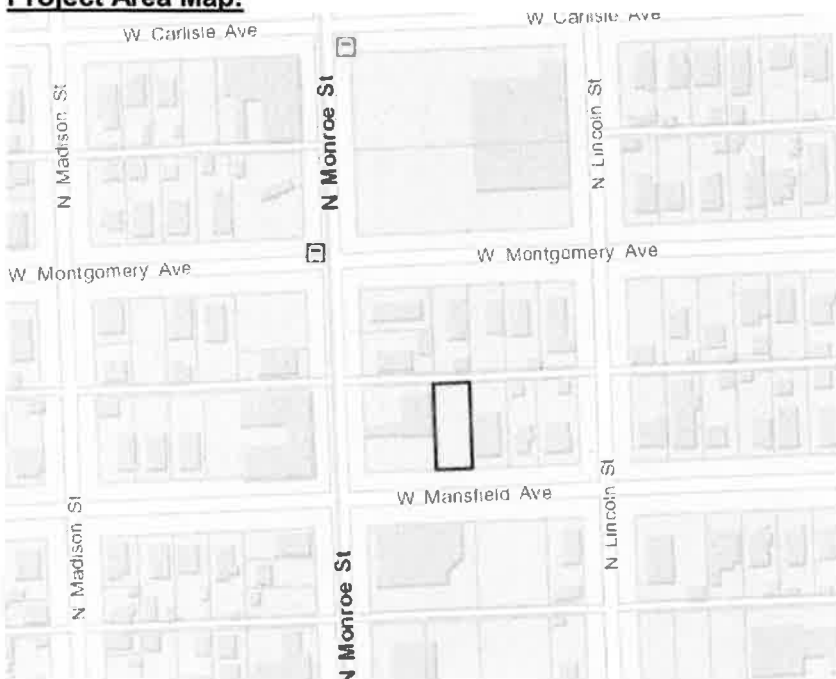 Project Area Map:
W Carlisle Ave
W Carlisle Ave
N Madison St
N Monroe St
N Lincoln St
W Montgomery Ave
W Montgomery Ave
W Mansfield Ave
N Madison St
N Monroe St
N Lincoln St